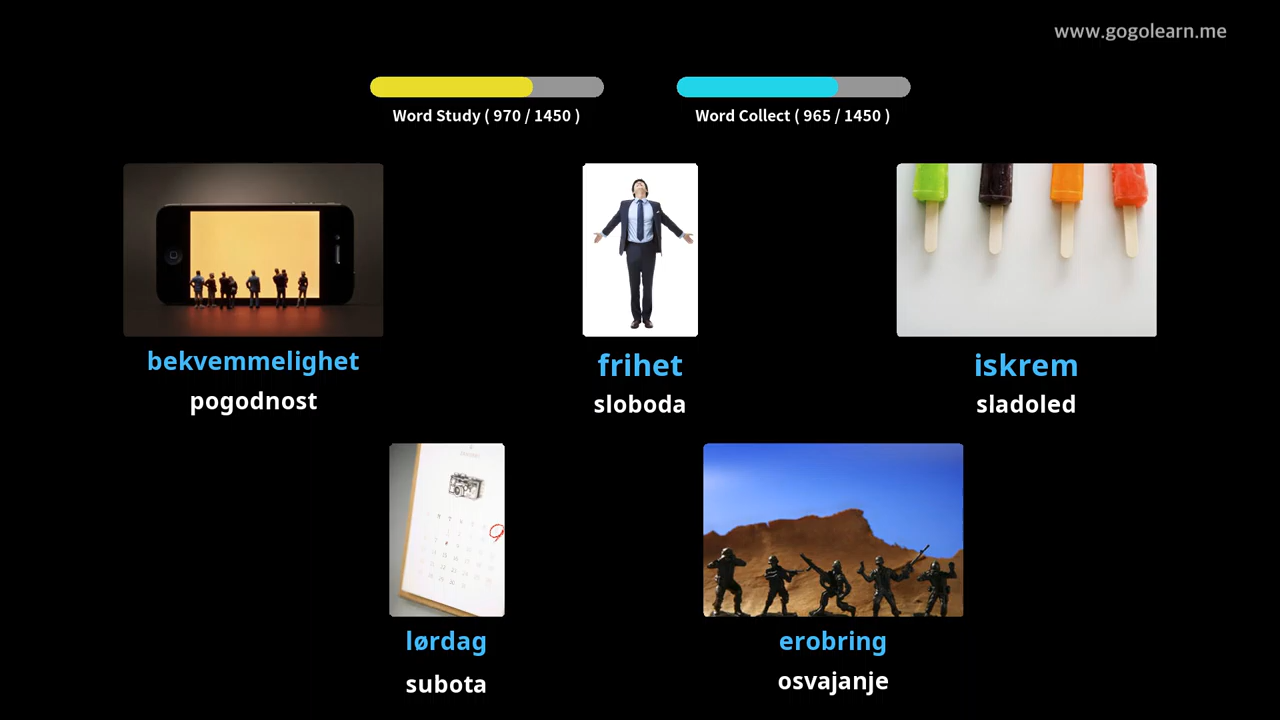 www.gogolearn.me
Word Study ( 970 / 1450 )
Word Collect ( 965 / 1450 )
bekvemmelighet
pogodnost
frihet
sloboda
iskrem
sladoled
lørdag
subota
erobring
osvajanje